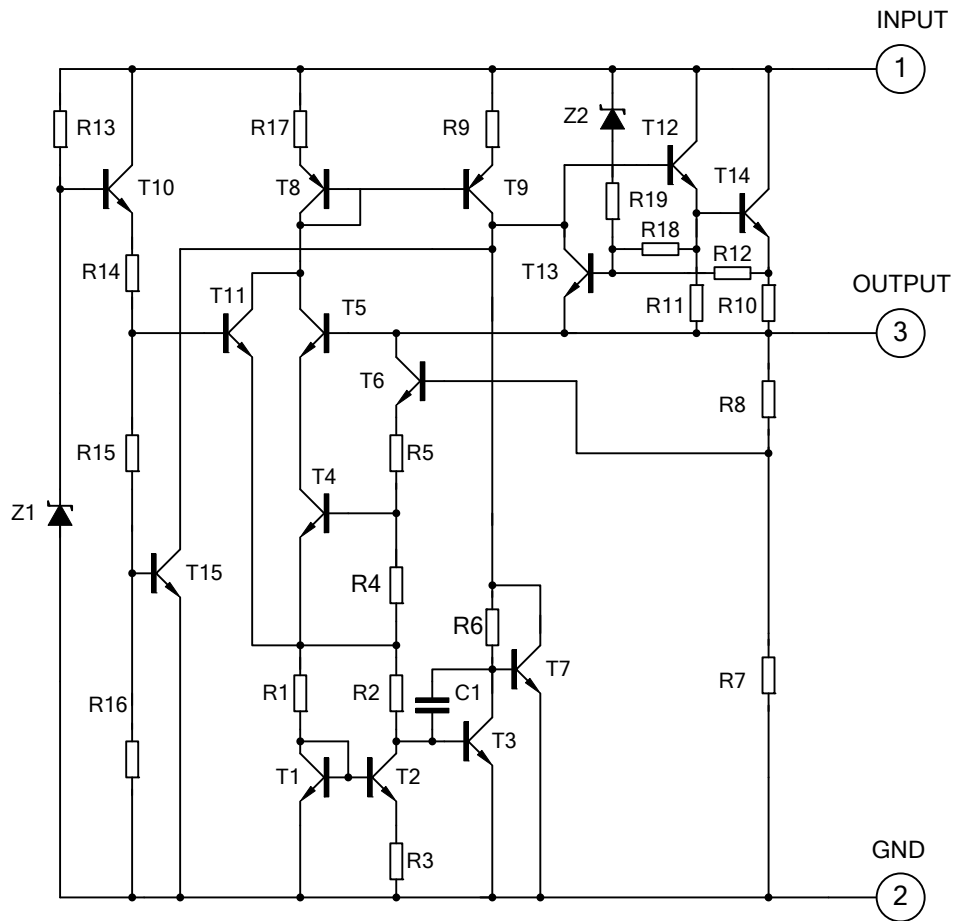 INPUT
1
R13
R17
R9
Z2
T12
T10
T8
T9
T14
R19
R18
R14
T13
R12
T11
T5
R11
R10
OUTPUT
3
T6
R8
R15
R5
T4
Z1
T15
R4
R6
R1
R2
C1
T7
R7
R16
T3
T1
T2
R3
GND
2